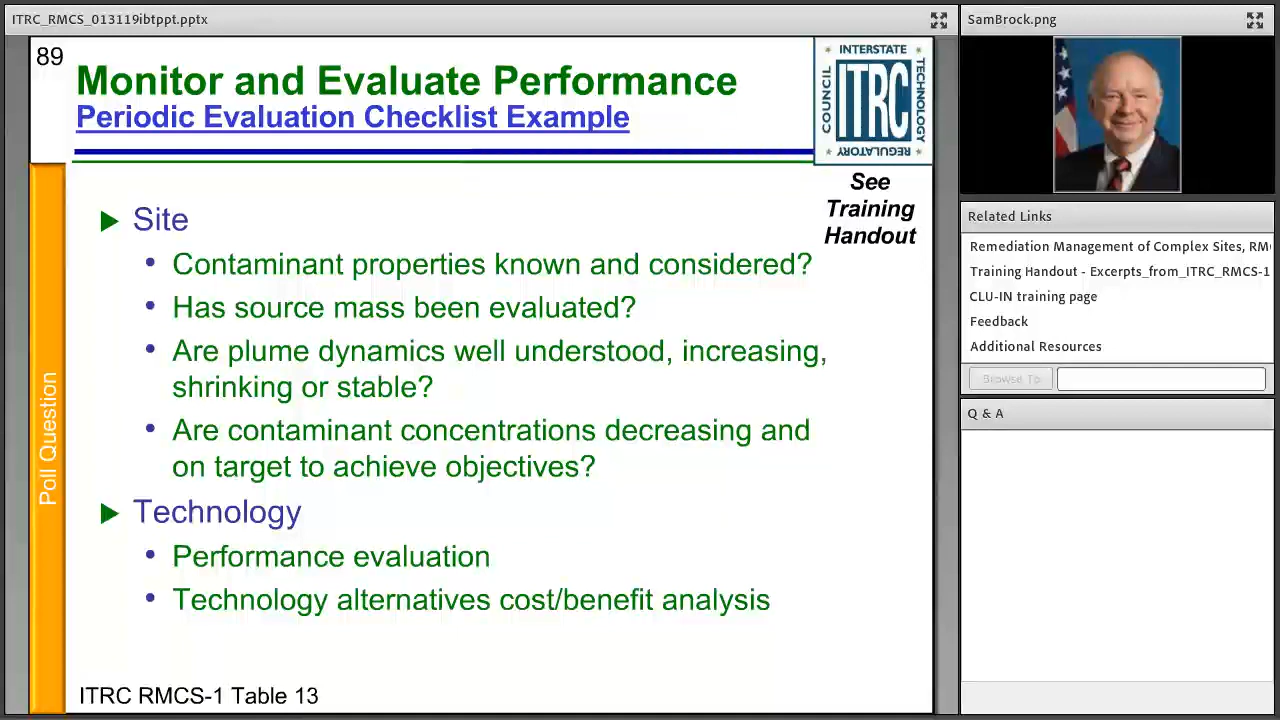 ITRC_RMCS_013119ibtppt.pptx
89
Monitor and Evaluate Performance
Periodic Evaluation Checklist Example
INTERSTATE
TECHNOLOGY
REGULATORY
COUNCIL
ITRC
See
Training
Handout
Site
Contaminant properties known and considered?
Has source mass been evaluated?
Are plume dynamics well understood, increasing,
shrinking or stable?
Are contaminant concentrations decreasing and
on target to achieve objectives?
Technology
Performance evaluation
Technology alternatives cost/benefit analysis
Poll Question
ITRC RMCS-1 Table 13
SamBrock.png
Related Links
Remediation Management of Complex Sites, RM
Training Handout - Excerpts_from_ITRC_RMCS-1
CLU-IN training page
Feedback
Additional Resources
Browse To
Q & A